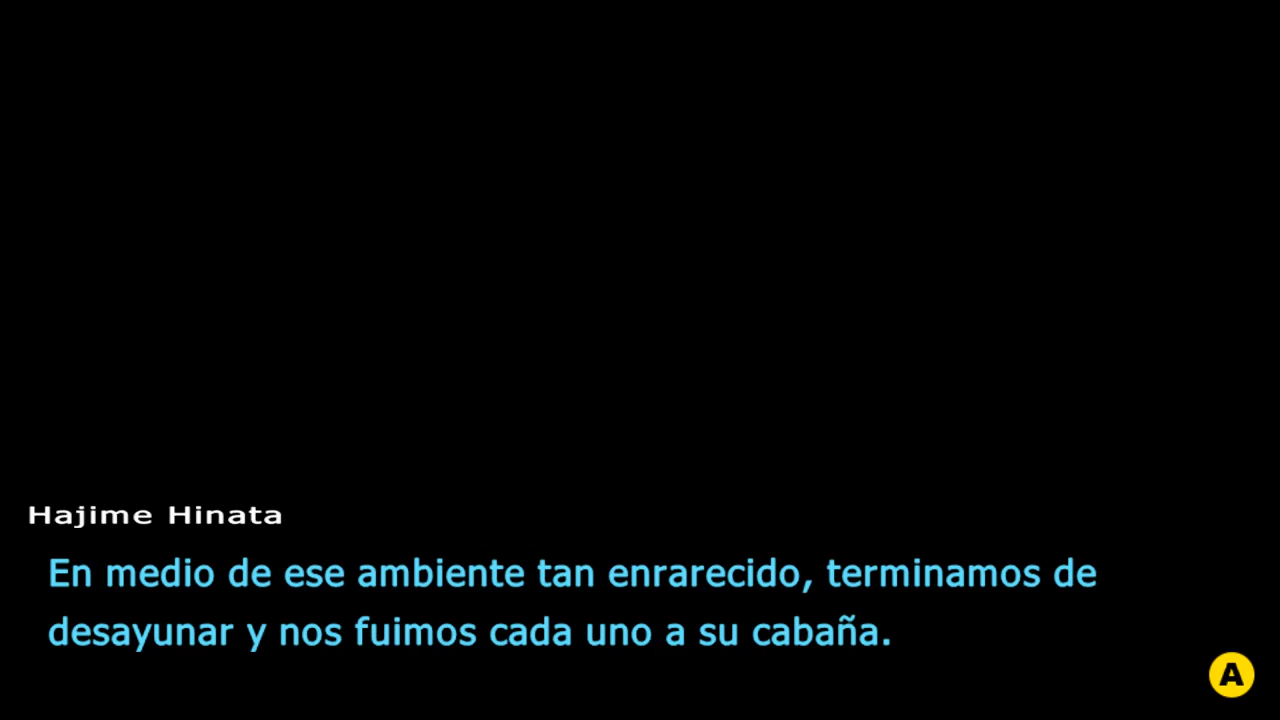 Hajime Hinata
En medio de ese ambiente tan enrarecido, terminamos de
desayunar y nos fuimos cada uno a su cabaña.
A